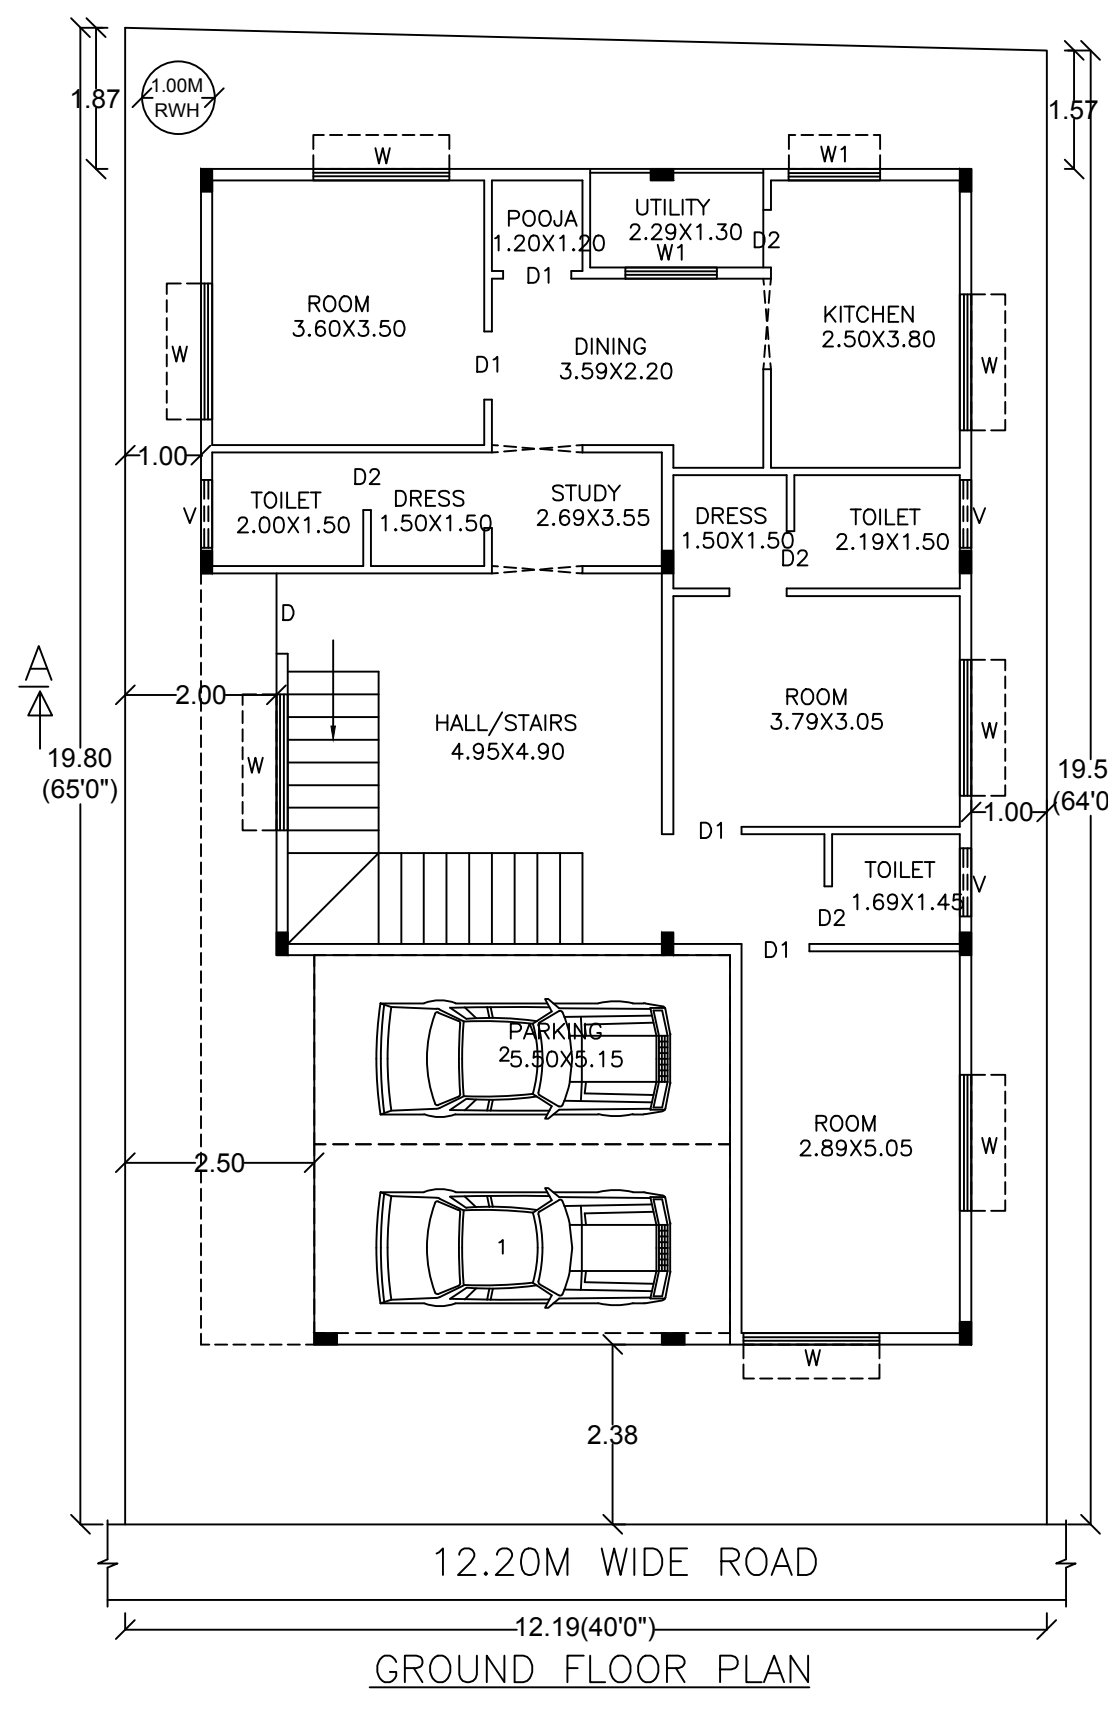 1.87
1.00M
RWH
1.57
W
W1
POOJA
1.20X1.20
UTILITY
2.29X1.30
W1
D2
D1
ROOM
3.60X3.50
KITCHEN
2.50X3.80
DINING
3.59X2.20
W
D1
W
1.00
D2
TOILET
2.00X1.50
DRESS
1.50X1.50
STUDY
2.69X3.55
DRESS
1.50X1.50
TOILET
2.19X1.50
V
V
D2
D
A
2.00
ROOM
3.79X3.05
HALL/STAIRS
4.95X4.90
W
W
19.80
(65'0")
19.5
(64'0
1.00
D1
TOILET
1.69X1.45
V
D2
D1
PARKING
5.50X5.15
2
ROOM
2.89X5.05
W
2.50
1
W
2.38
12.20M WIDE ROAD
12.19(40'0")
GROUND FLOOR PLAN